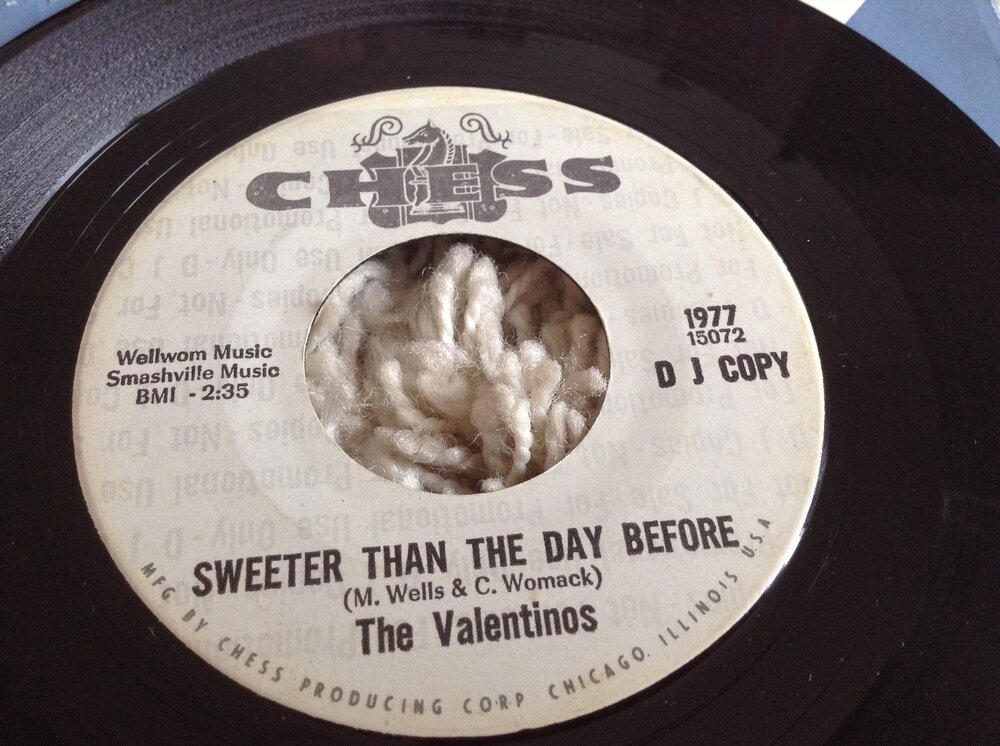 CHESS
Wellwom Music
Smashville Music
BMI - 2:35
1977
15072
D J COPY
SWEETER THAN THE DAY BEFORE
(M. Wells & C. Womack)
The Valentinos
MFG BY CHESS PRODUCING CORP CHICAGO, ILLINOIS U.S.A